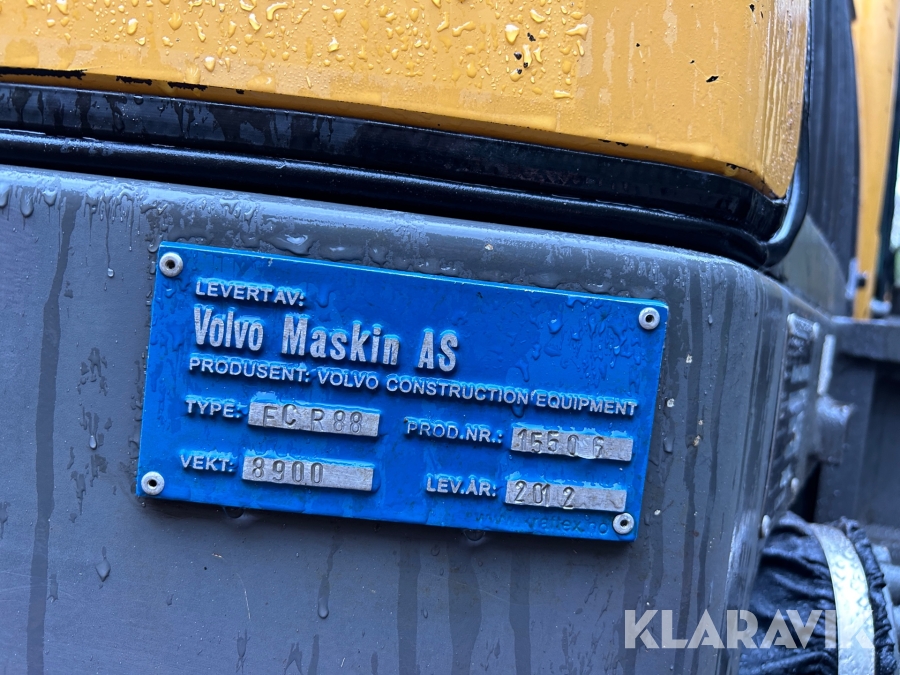 LEVERT AV:
Volvo Maskin AS
PRODUSENT: VOLVO CONSTRUCTION EQUIPMENT
TYPE: ECR88
PROD.NR.: 15506
VEKT: 8900
LEV.ÅR: 2012
KLARAVIK